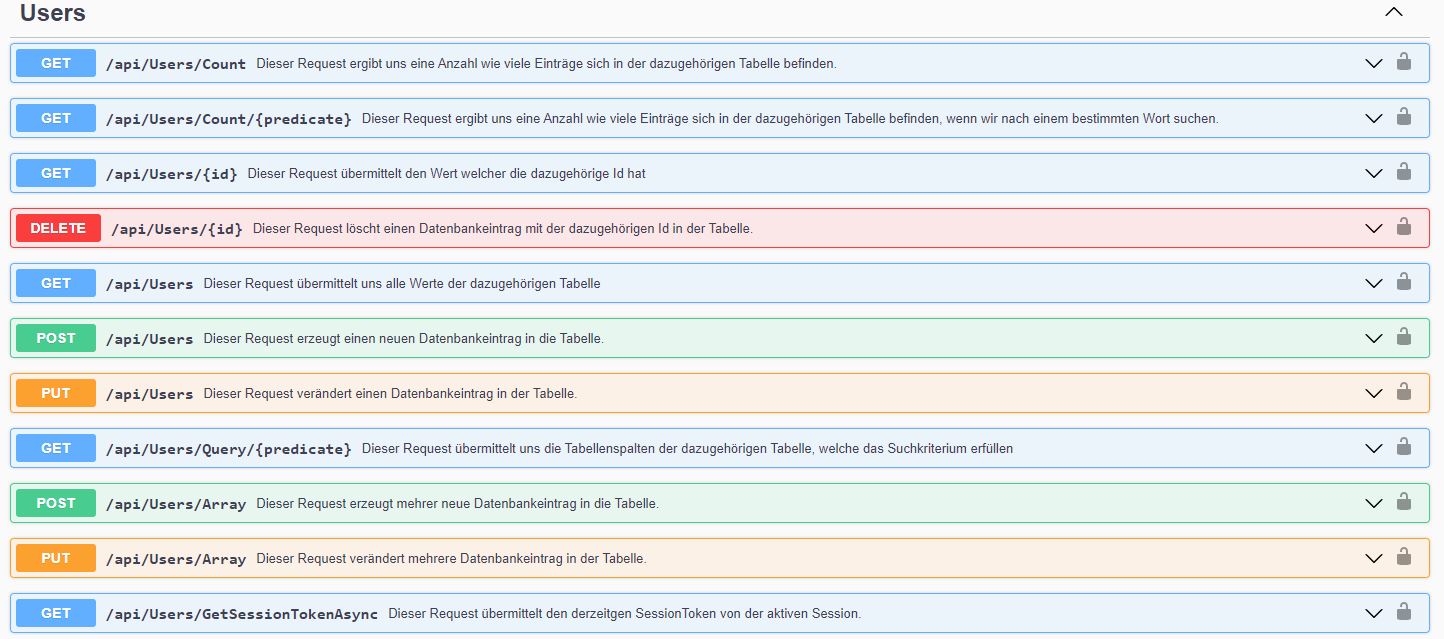 Users
GET /api/Users/Count Dieser Request ergibt uns eine Anzahl wie viele Einträge sich in der dazugehörigen Tabelle befinden.
GET /api/Users/Count/{predicate} Dieser Request ergibt uns eine Anzahl wie viele Einträge sich in der dazugehörigen Tabelle befinden, wenn wir nach einem bestimmten Wort suchen.
GET /api/Users/{id} Dieser Request übermittelt den Wert welcher die dazugehörige Id hat
DELETE /api/Users/{id} Dieser Request löscht einen Datenbankeintrag mit der dazugehörigen Id in der Tabelle.
GET /api/Users Dieser Request übermittelt uns alle Werte der dazugehörigen Tabelle
POST /api/Users Dieser Request erzeugt einen neuen Datenbankeintrag in die Tabelle.
PUT /api/Users Dieser Request verändert einen Datenbankeintrag in der Tabelle.
GET /api/Users/Query/{predicate} Dieser Request übermittelt uns die Tabellenspalten der dazugehörigen Tabelle, welche das Suchkriterium erfüllen
POST /api/Users/Array Dieser Request erzeugt mehrer neue Datenbankeintrag in die Tabelle.
PUT /api/Users/Array Dieser Request verändert mehrere Datenbankeintrag in der Tabelle.
GET /api/Users/GetSessionTokenAsync Dieser Request übermittelt den derzeitgen SessionToken von der aktiven Session.